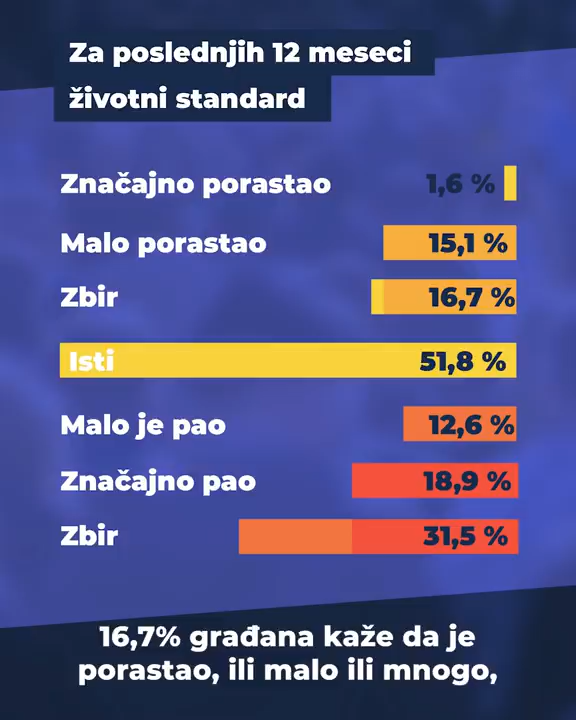 Za poslednjih 12 meseci
životni standard
Značajno porastao 1,6 %
Malo porastao 15,1 %
Zbir 16,7 %
Isti 51,8 %
Malo je pao 12,6 %
Značajno pao 18,9 %
Zbir 31,5 %
16,7% građana kaže da je
porastao, ili malo ili mnogo,